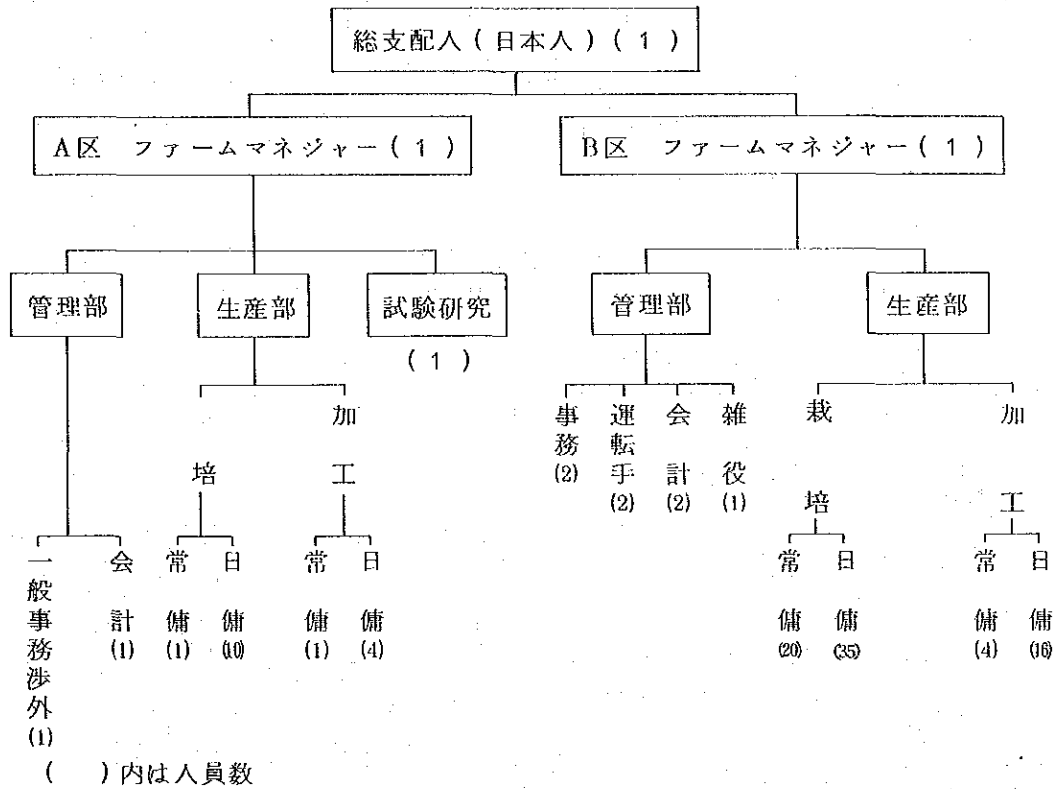 総支配人（日本人）(1)
A区 ファームマネジャー(1)
B区 ファームマネジャー(1)
管理部
生産部
試験研究
(1)
管理部
生産部
一般事務渉外(1)
会計(1)
栽培
常傭(1)
日傭(10)
加工
常傭(1)
日傭(4)
事務(2)
運転手(2)
会計(2)
雑役(1)
栽培
常傭(20)
日傭(35)
加工
常傭(4)
日傭(16)
(　)内は人員数